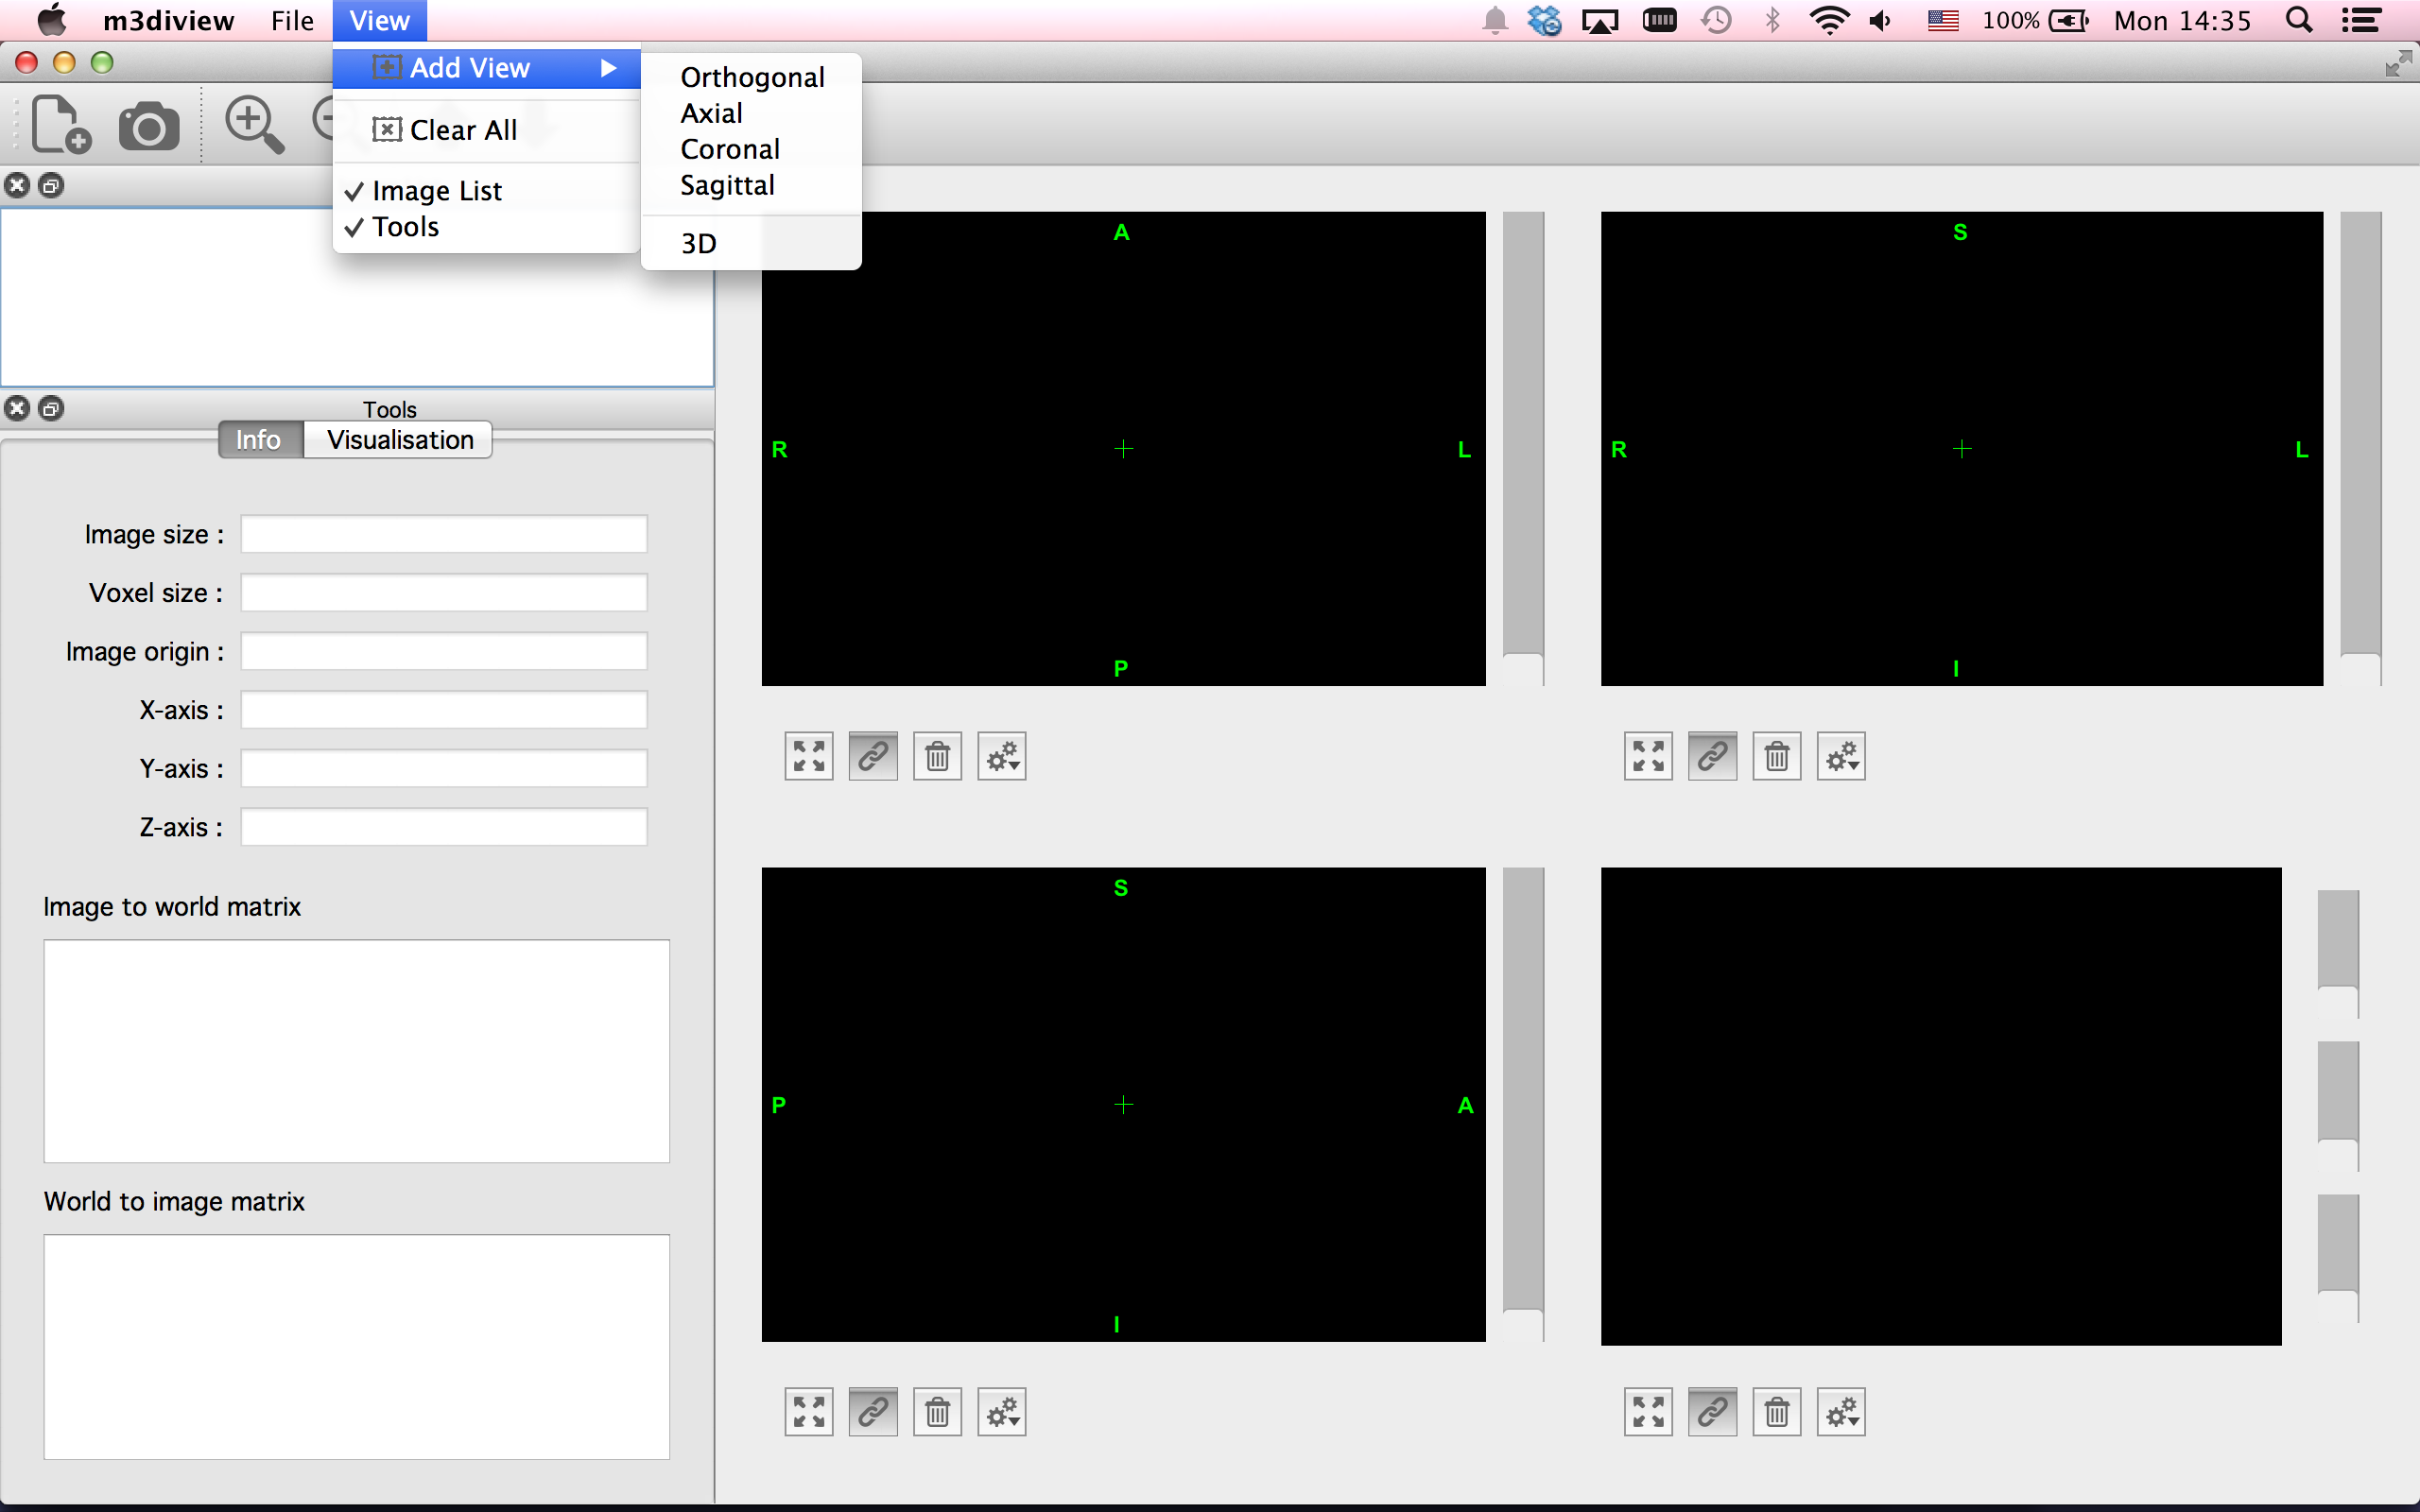 m3diview File View
100% Mon 14:35
Add View
Clear All
Image List
Tools
Orthogonal
Axial
Coronal
Sagittal
3D
Tools
Info Visualisation
Image size :
Voxel size :
Image origin :
X-axis :
Y-axis :
Z-axis :
Image to world matrix
World to image matrix
A
R L
P
S
R L
I
S
P A
I